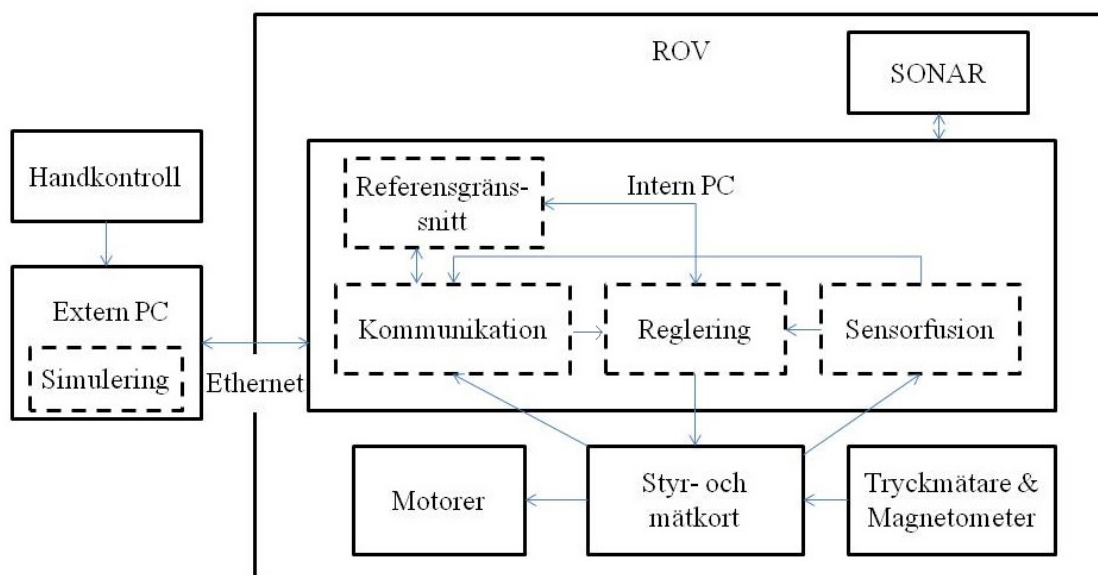 ROV
SONAR
Handkontroll
Referensgräns-
snitt
Intern PC
Extern PC
Simulering
Ethernet
Kommunikation
Reglering
Sensorfusion
Motorer
Styr- och
mätkort
Tryckmätare &
Magnetometer